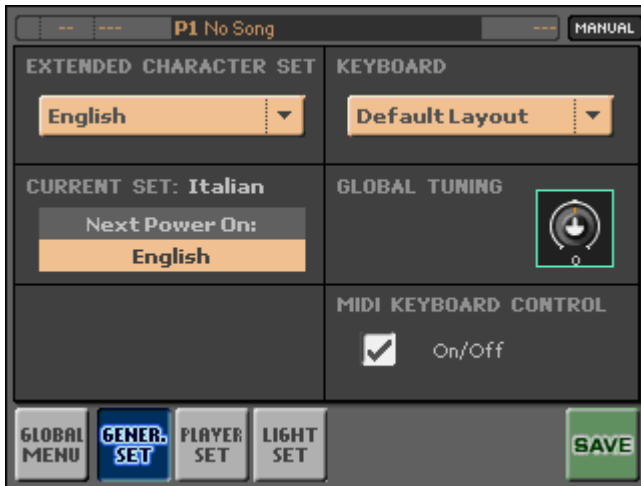 -- --- P1 No Song --- MANUAL
EXTENDED CHARACTER SET
English
KEYBOARD
Default Layout
CURRENT SET: Italian
Next Power On:
English
GLOBAL TUNING
0
MIDI KEYBOARD CONTROL
On/Off
GLOBAL MENU
GENER. SET
PLAYER SET
LIGHT SET
SAVE